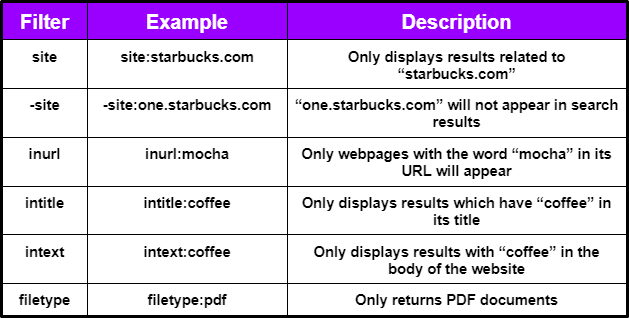 Filter Example Description
site site:starbucks.com Only displays results related to
“starbucks.com”
-site -site:one.starbucks.com “one.starbucks.com” will not appear in search
results
inurl inurl:mocha Only webpages with the word “mocha” in its
URL will appear
intitle intitle:coffee Only displays results which have “coffee” in
its title
intext intext:coffee Only displays results with “coffee” in the
body of the website
filetype filetype:pdf Only returns PDF documents